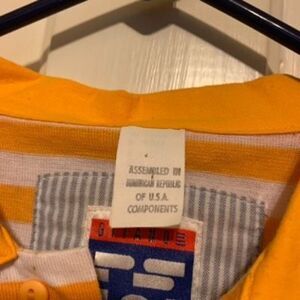 ASSEMBLED IN
DOMINICAN REPUBLIC
OF U.S.A.
COMPONENTS